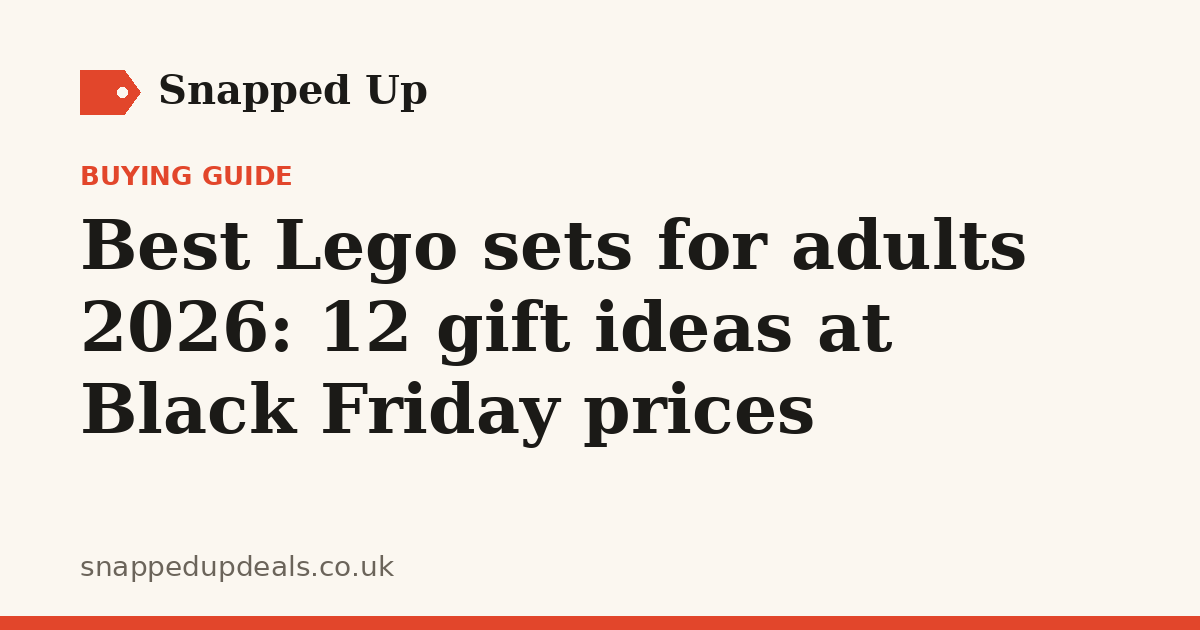 Snapped Up
BUYING GUIDE
Best Lego sets for adults
2026: 12 gift ideas at
Black Friday prices
snappedupdeals.co.uk